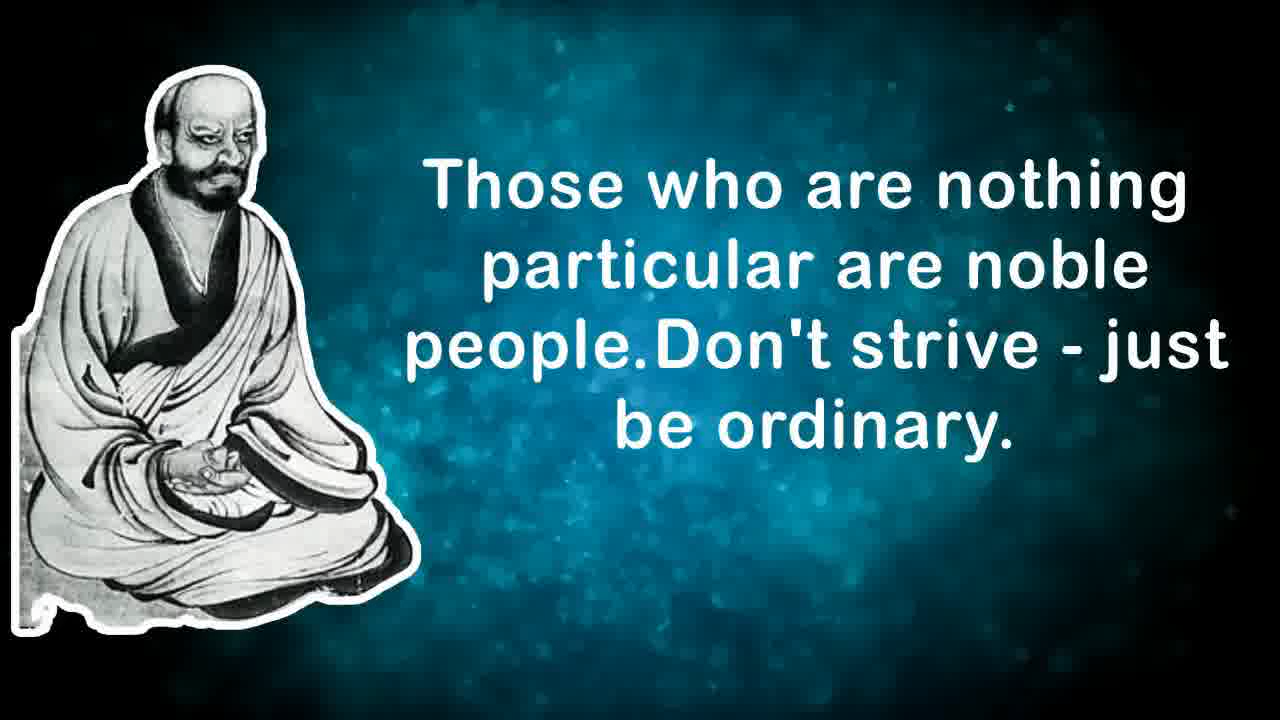 Those who are nothing
particular are noble
people.Don't strive - just
be ordinary.